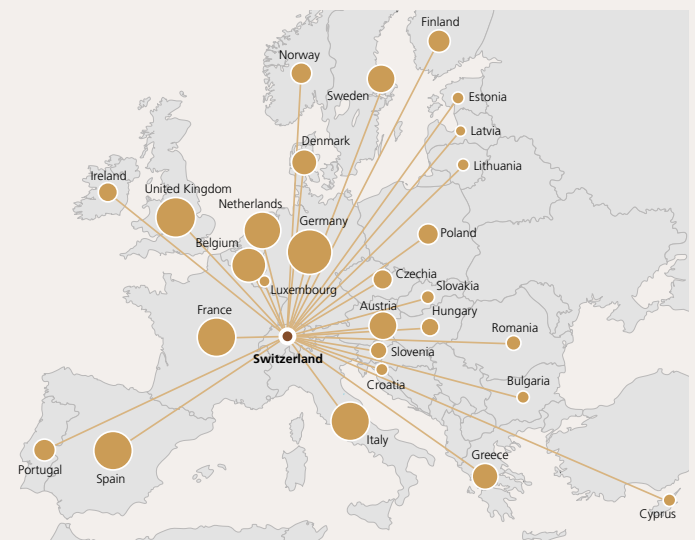 Finland
Norway
Sweden
Estonia
Latvia
Denmark
Lithuania
Ireland
United Kingdom
Netherlands
Germany
Poland
Belgium
Czechia
Luxembourg
Slovakia
Austria
France
Hungary
Romania
Switzerland
Slovenia
Croatia
Bulgaria
Italy
Greece
Portugal
Spain
Cyprus